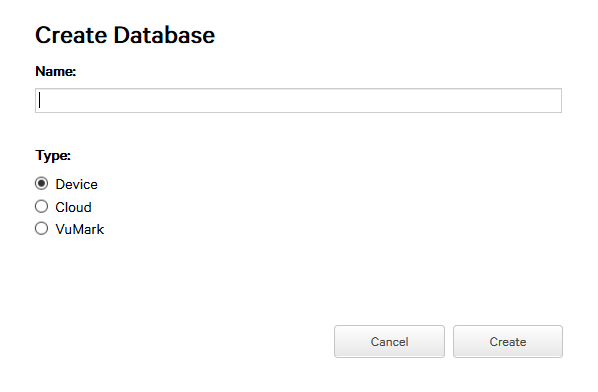 Create Database
Name:
Type:
Device
Cloud
VuMark
Cancel Create